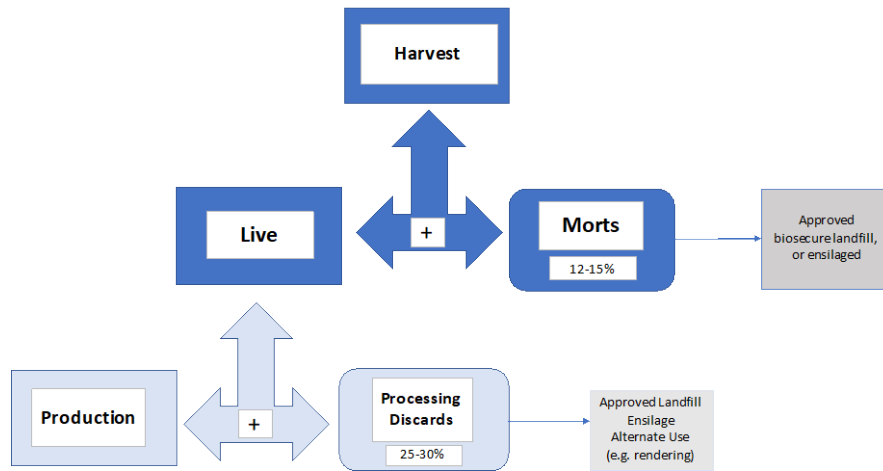 Harvest
Live
+
Morts
12-15%
Approved
biosecure landfill,
or ensilaged
Production
+
Processing
Discards
25-30%
Approved Landfill
Ensilage
Alternate Use
(e.g. rendering)